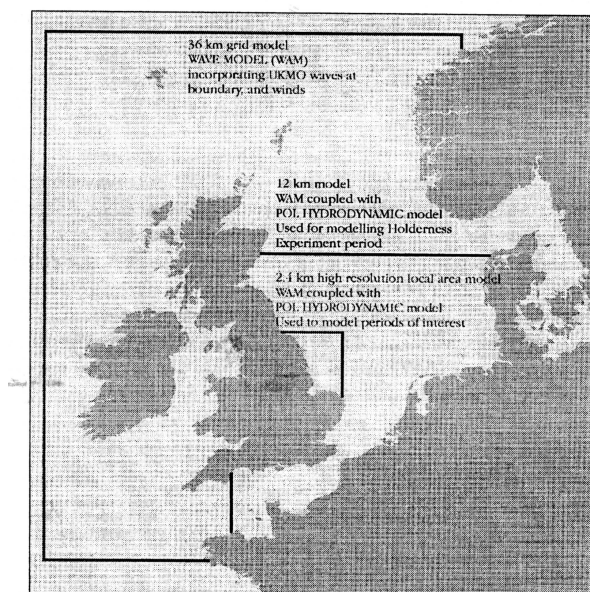 36 km grid model
WAVE MODEL (WAM)
incorporating UKMO waves at
boundary, and winds
12 km model
WAM coupled with
POL HYDRODYNAMIC model
Used for modelling Holderness
Experiment period
2.4 km high resolution local area model
WAM coupled with
POL HYDRODYNAMIC model
Used to model periods of interest